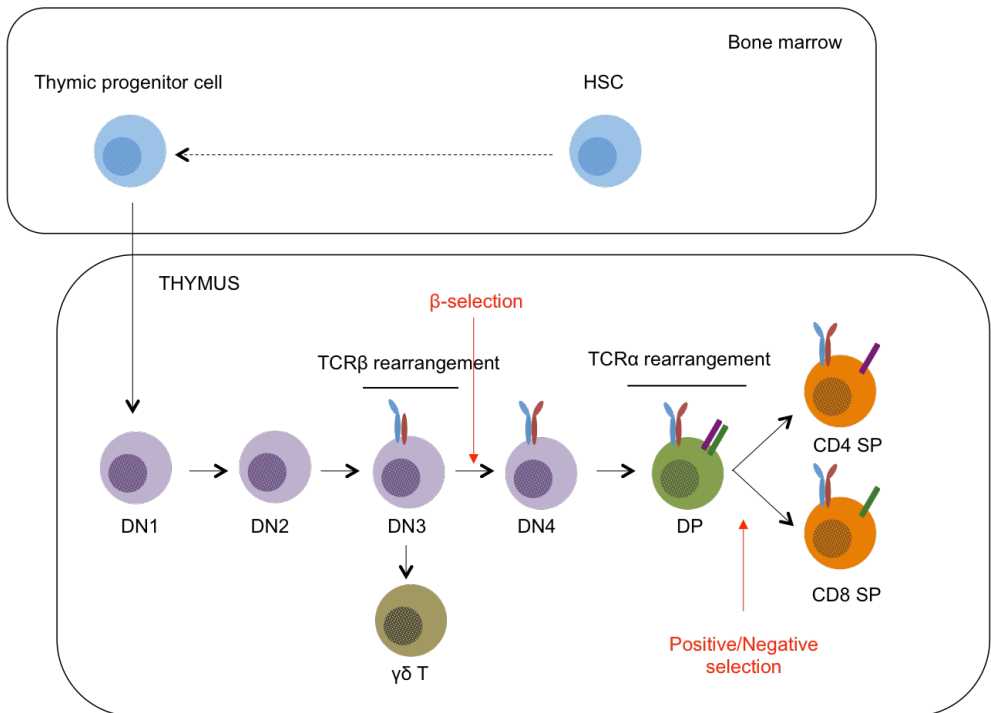 Bone marrow
Thymic progenitor cell
HSC
THYMUS
β-selection
TCRβ rearrangement
TCRα rearrangement
CD4 SP
DN1
DN2
DN3
DN4
DP
CD8 SP
γδ T
Positive/Negative
selection